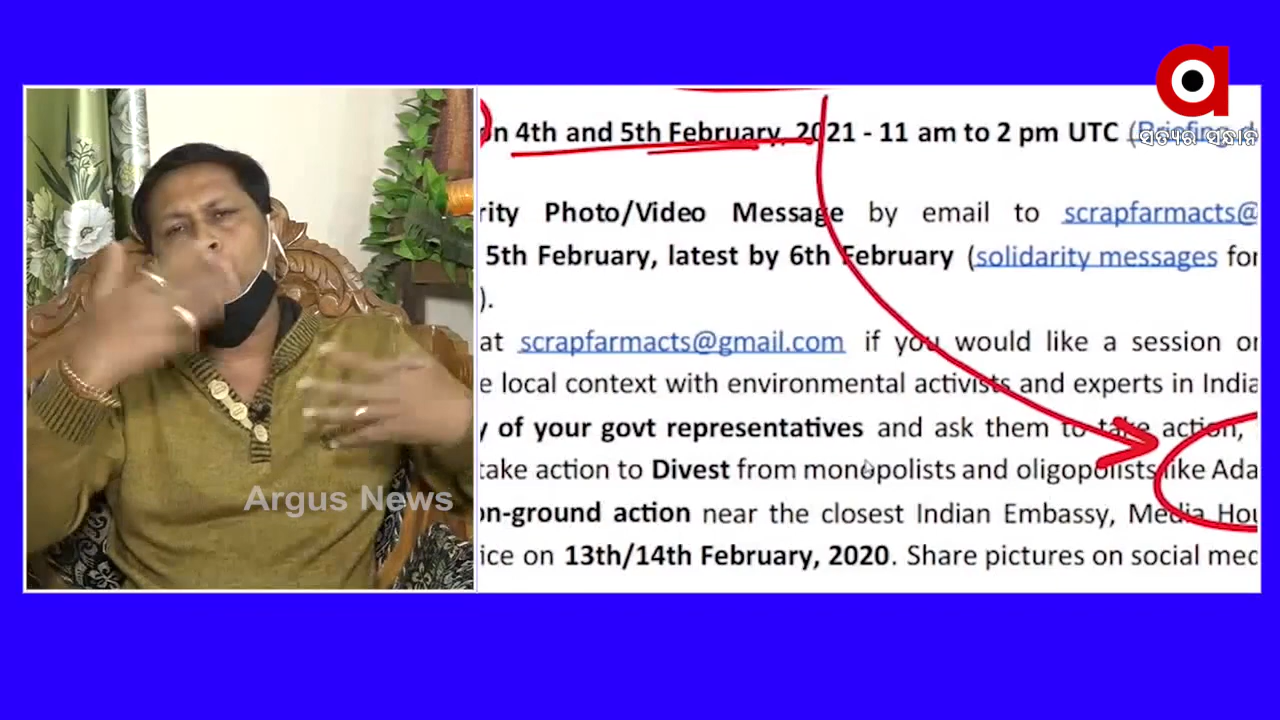 on 4th and 5th February, 2021 - 11 am to 2 pm UTC (Briefing d
rity Photo/Video Message by email to scrapfarmacts@
5th February, latest by 6th February (solidarity messages for
).
at scrapfarmacts@gmail.com if you would like a session or
e local context with environmental activists and experts in India
y of your govt representatives and ask them to take action,
take action to Divest from monopolists and oligopolists like Ada
on-ground action near the closest Indian Embassy, Media Hou
ice on 13th/14th February, 2020. Share pictures on social med
Argus News